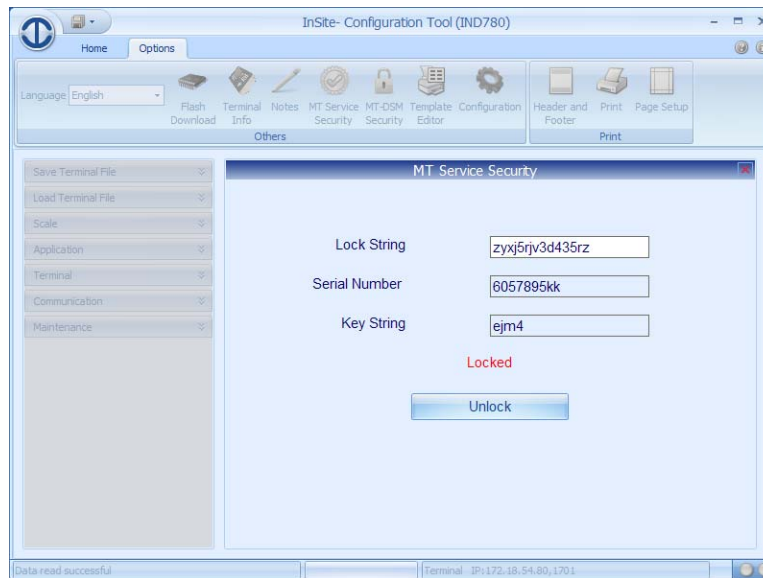 InSite- Configuration Tool (IND780)
Home Options
Language English
Flash Download
Terminal Info
Notes
MT Service Security
MT-DSM Security
Template Editor
Configuration
Header and Footer
Print
Page Setup
Others
Print
Save Terminal File
Load Terminal File
Scale
Application
Terminal
Communication
Maintenance
MT Service Security
Lock String zyxj5rjv3d435rz
Serial Number 6057895kk
Key String ejm4
Locked
Unlock
Data read successful
Terminal IP:172.18.54.80,1701